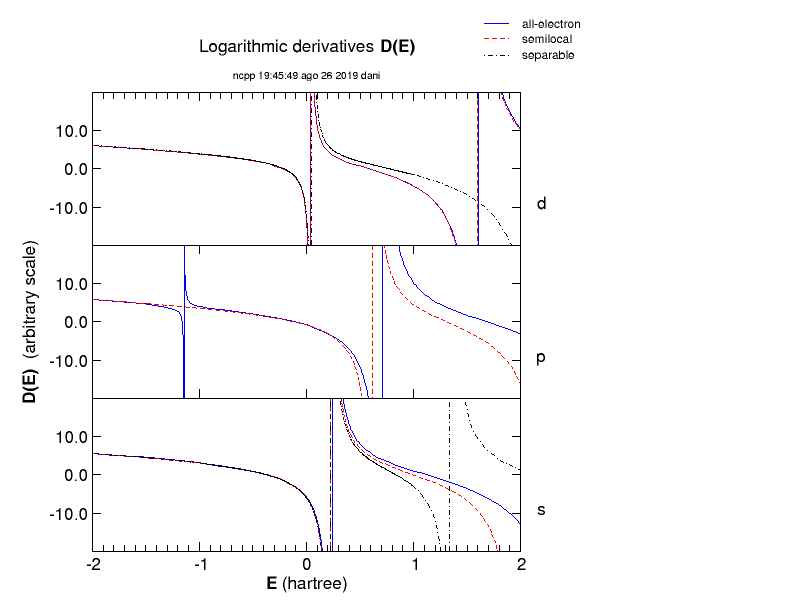 all-electron
semilocal
separable
Logarithmic derivatives D(E)
ncpp 19:45:49 ago 26 2019 dani
10.0
0.0
-10.0
d
10.0
0.0
-10.0
p
10.0
0.0
-10.0
s
D(E) (arbitrary scale)
-2 -1 0 1 2
E (hartree)